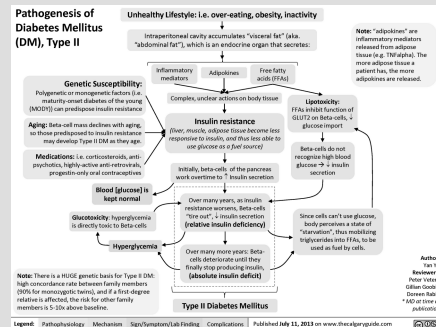 Pathogenesis of
Diabetes Mellitus
(DM), Type II
Unhealthy Lifestyle: i.e. over-eating, obesity, inactivity
Intraperitoneal cavity accumulates “visceral fat” (aka.
“abdominal fat”), which is an endocrine organ that secretes:
Note: “adipokines” are
inflammatory mediators
released from adipose
tissue (e.g. TNFalpha). The
more adipose tissue a
patient has, the more
adipokines are released.
Inflammatory
mediators
Adipokines
Free fatty
acids (FFAs)
Complex, unclear actions on body tissue
Genetic Susceptibility:
Polygenetic or monogenetic factors (i.e.
maturity-onset diabetes of the young
(MODY)) can predispose insulin resistance
Aging: Beta-cell mass declines with aging,
so those predisposed to insulin resistance
may develop Type II DM as they age.
Medications: i.e. corticosteroids, anti-
psychotics, highly-active anti-retrovirals,
progestin-only oral contraceptives
Insulin resistance
(liver, muscle, adipose tissue become less
responsive to insulin, and thus less able to
use glucose as a fuel source)
Lipotoxicity:
FFAs inhibit function of
GLUT2 on Beta-cells, ↓
glucose import
Beta-cells do not
recognize high blood
glucose → ↓ insulin
secretion
Initially, beta-cells of the pancreas
work overtime to ↑ Insulin secretion
Blood [glucose] is
kept normal
Glucotoxicity: hyperglycemia
is directly toxic to Beta-cells
Hyperglycemia
Over many years, as insulin
resistance worsens, Beta-cells
“tire out”, ↓ insulin secretion
(relative insulin deficiency)
Over many more years: Beta-
cells deteriorate until they
finally stop producing insulin,
(absolute insulin deficit)
Since cells can’t use glucose,
body perceives a state of
“starvation”, thus mobilizing
triglycerides into FFAs, to be
used as fuel by cells.
Note: There is a HUGE genetic basis for Type II DM:
high concordance rate between family members
(90% for monozygotic twins), and if a first-degree
relative is affected, the risk for other family
members is 5-10x above baseline.
Type II Diabetes Mellitus
Autho
Yan Y
Reviewer
Peter Veter
Gillian Goobi
Doreen Rab
* MD at time o
publicatio
Legend:
Pathophysiology
Mechanism
Sign/Symptom/Lab Finding
Complications
Published July 11, 2013 on www.thecalgaryguide.com